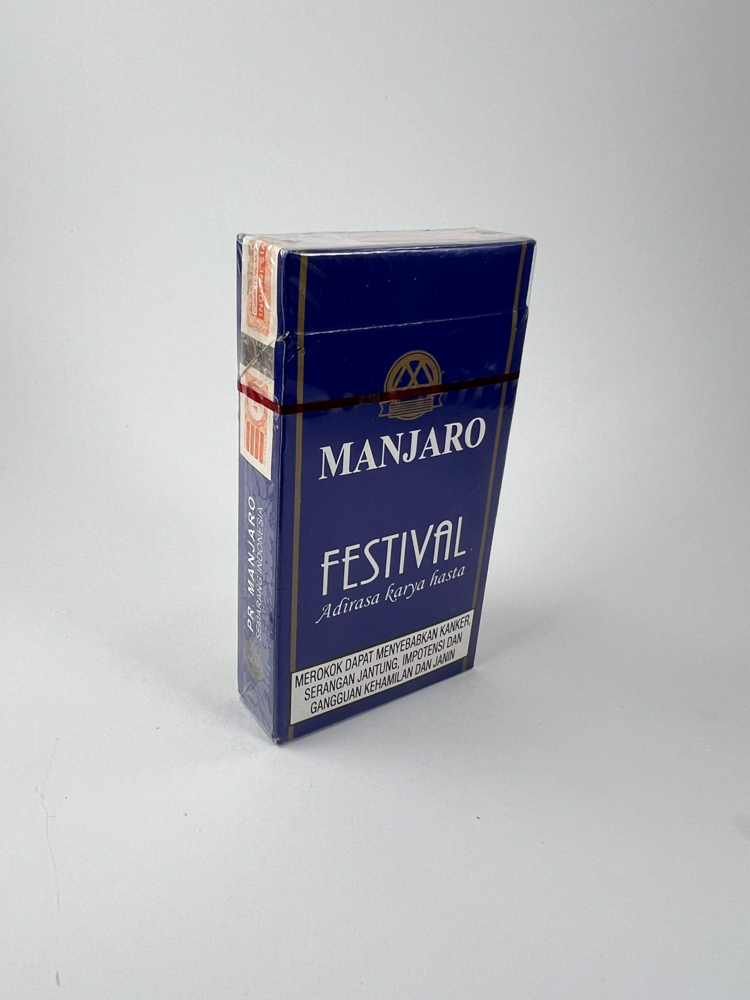 MANJARO
FESTIVAL
Adirasa karya hasta
MEROKOK DAPAT MENYEBABKAN KANKER,
SERANGAN JANTUNG, IMPOTENSI DAN
GANGGUAN KEHAMILAN DAN JANIN
PR. MANJARO
SEMARANG-INDONESIA
INDONESIA